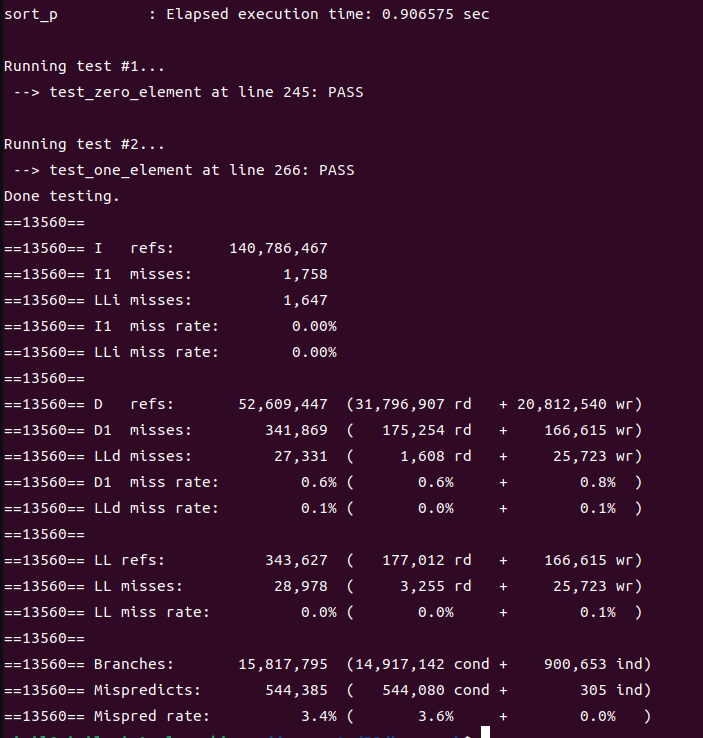 sort_p          : Elapsed execution time: 0.906575 sec

Running test #1...
 --> test_zero_element at line 245: PASS

Running test #2...
 --> test_one_element at line 266: PASS
Done testing.
==13560==
==13560== I   refs:      140,786,467
==13560== I1  misses:          1,758
==13560== LLi misses:          1,647
==13560== I1  miss rate:        0.00%
==13560== LLi miss rate:        0.00%
==13560==
==13560== D   refs:       52,609,447  (31,796,907 rd   + 20,812,540 wr)
==13560== D1  misses:        341,869  (   175,254 rd   +    166,615 wr)
==13560== LLd misses:         27,331  (     1,608 rd   +     25,723 wr)
==13560== D1  miss rate:         0.6% (       0.6%     +        0.8%  )
==13560== LLd miss rate:         0.1% (       0.0%     +        0.1%  )
==13560==
==13560== LL refs:           343,627  (   177,012 rd   +    166,615 wr)
==13560== LL misses:          28,978  (     3,255 rd   +     25,723 wr)
==13560== LL miss rate:          0.0% (       0.0%     +        0.1%  )
==13560==
==13560== Branches:       15,817,795  (14,917,142 cond +    900,653 ind)
==13560== Mispredicts:       544,385  (   544,080 cond +        305 ind)
==13560== Mispred rate:          3.4% (       3.6%     +        0.0%   )